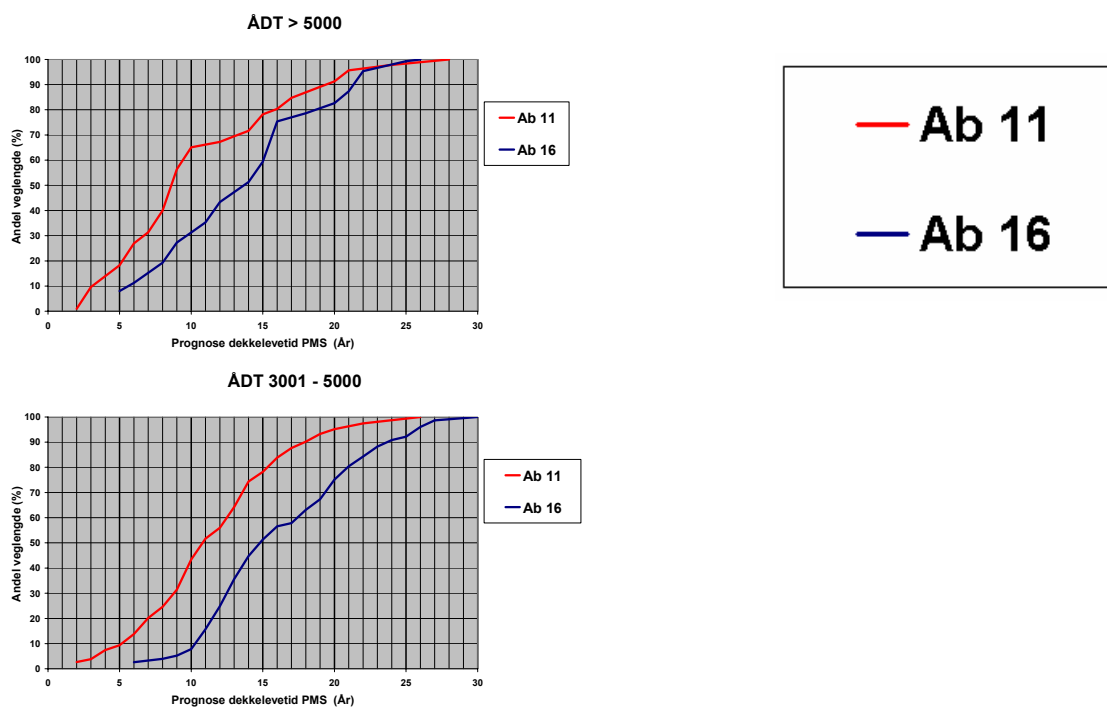 ÅDT > 5000
100
90
80
70
60
50
40
30
20
10
0
Andel veglengde (%)
0 5 10 15 20 25 30
Prognose dekkelevetid PMS (År)
Ab 11
Ab 16
Ab 11
Ab 16
ÅDT 3001 - 5000
100
90
80
70
60
50
40
30
20
10
0
Andel veglengde (%)
0 5 10 15 20 25 30
Prognose dekkelevetid PMS (År)
Ab 11
Ab 16